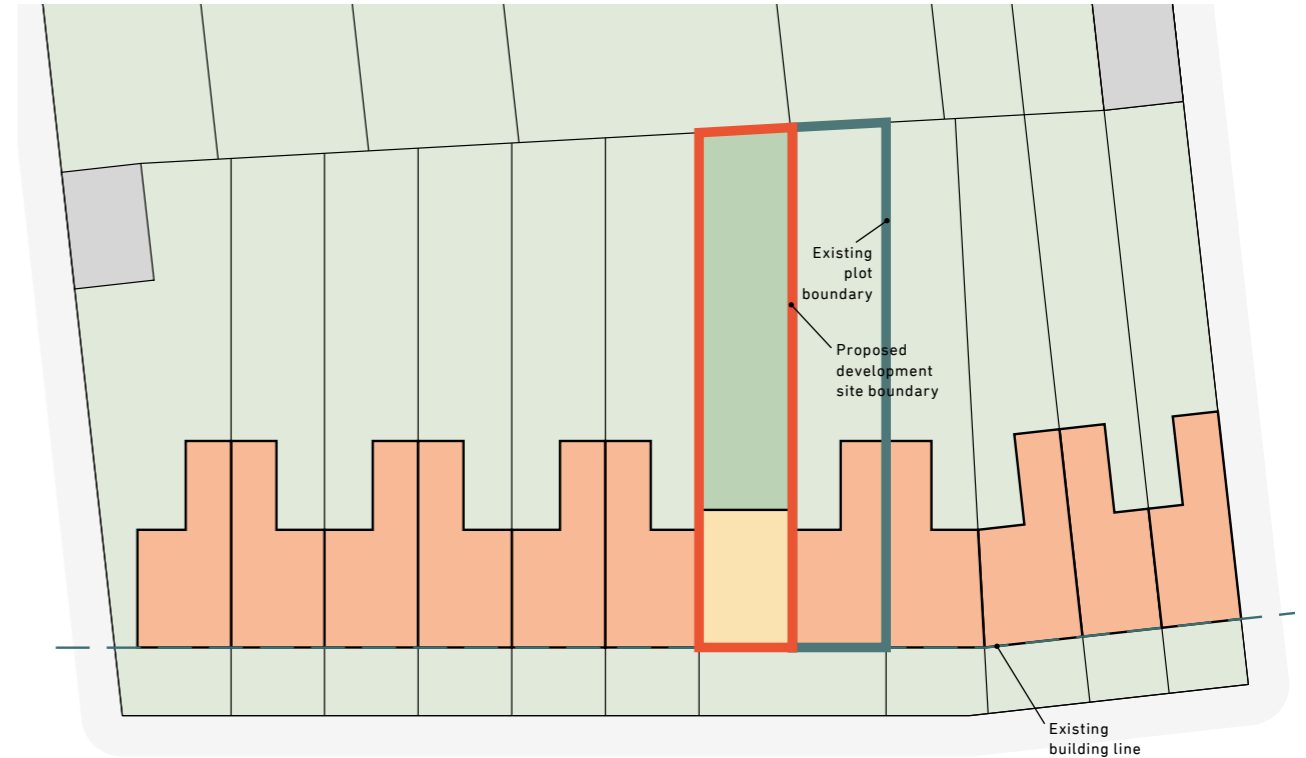 Existing
plot
boundary
Proposed
development
site boundary
Existing
building line